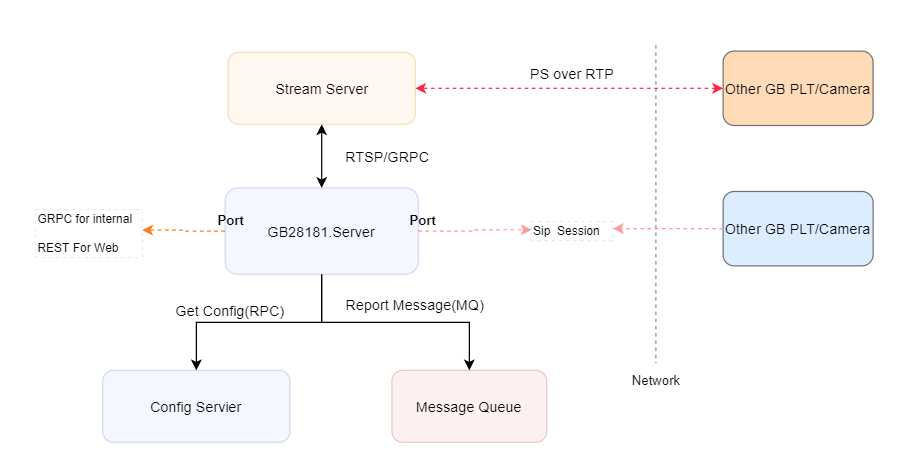 PS over RTP
Stream Server
Other GB PLT/Camera
RTSP/GRPC
GRPC for internal
REST For Web
Port
GB28181.Server
Port
Sip Session
Other GB PLT/Camera
Get Config(RPC)
Report Message(MQ)
Network
Config Servier
Message Queue